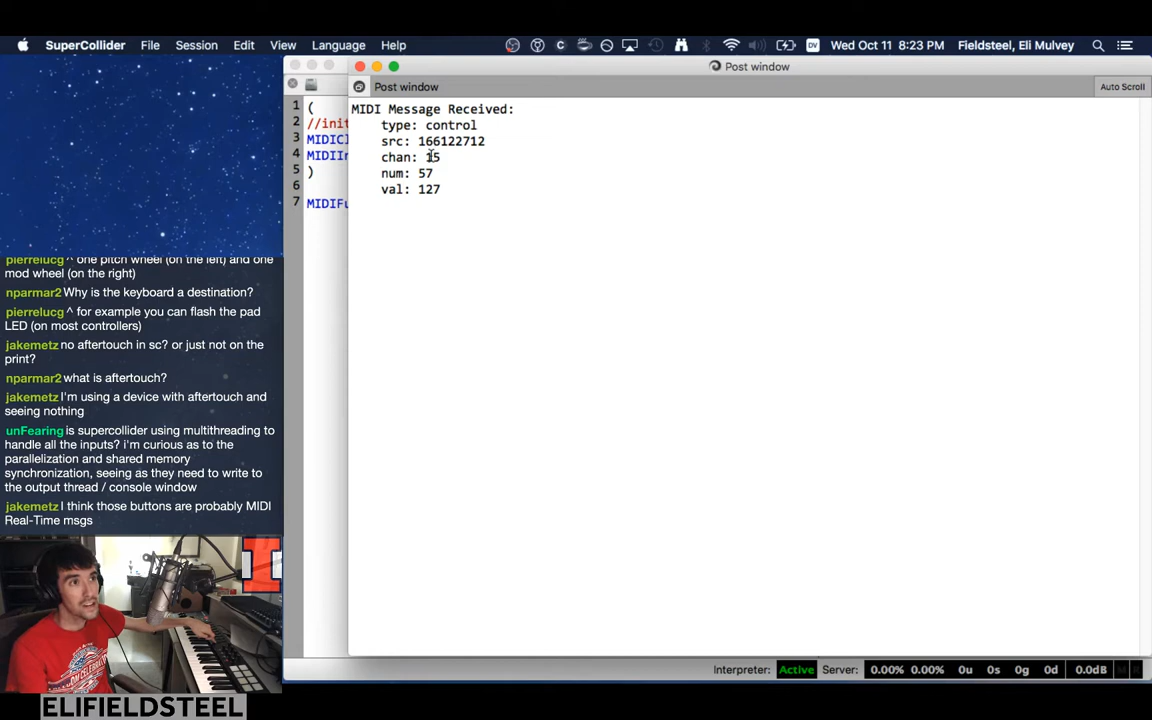 SuperCollider File Session Edit View Language Help DV Wed Oct 11 8:23 PM Fieldsteel, Eli Mulvey
Post window
Post window Auto Scroll
1 (
2 //init
3 MIDICl
4 MIDIIn
5 )
6
7 MIDIFu
MIDI Message Received:
type: control
src: 166122712
chan: 15
num: 57
val: 127
pierrelucg ^ one pitch wheel (on the left) and one
mod wheel (on the right)
nparmar2 Why is the keyboard a destination?
pierrelucg ^ for example you can flash the pad
LED (on most controllers)
jakemetz no aftertouch in sc? or just not on the
print?
nparmar2 what is aftertouch?
jakemetz I'm using a device with aftertouch and
seeing nothing
unFearing is supercollider using multithreading to
handle all the inputs? i'm curious as to the
parallelization and shared memory
synchronization, seeing as they need to write to
the output thread / console window
jakemetz I think those buttons are probably MIDI
Real-Time msgs
Interpreter: Active Server: 0.00% 0.00% 0u 0s 0g 0d 0.0dB M
ELIFIELDSTEEL